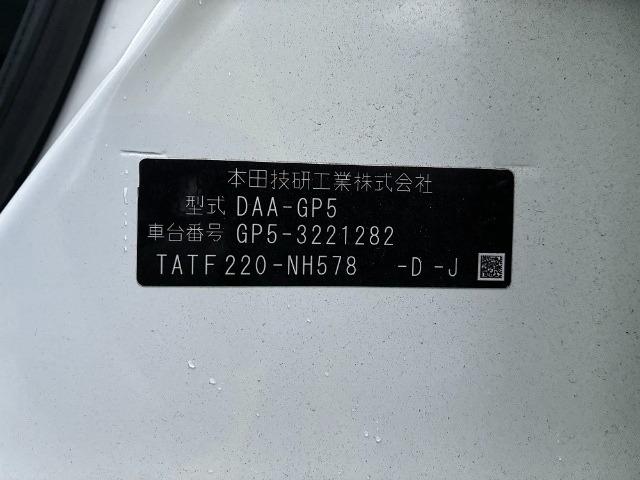 本田技研工業株式会社
型式 DAA-GP5
車台番号 GP5-3221282
TATF220-NH578 -D -J